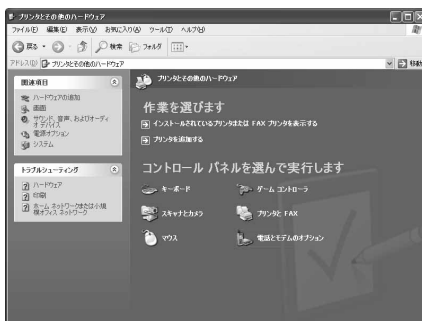 プリンタとその他のハードウェア
ファイル(F) 編集(E) 表示(V) お気に入り(A) ツール(T) ヘルプ(H)
戻る 検索 フォルダ
アドレス(D) プリンタとその他のハードウェア 移動
関連項目
ハードウェアの追加
画面
サウンド、音声、およびオーディオ デバイス
電源オプション
システム
トラブルシューティング
ハードウェア
印刷
ホーム ネットワークまたは小規模オフィス ネットワーク
プリンタとその他のハードウェア
作業を選びます
インストールされているプリンタまたは FAX プリンタを表示する
プリンタを追加する
コントロール パネルを選んで実行します
キーボード
ゲーム コントローラ
スキャナとカメラ
プリンタと FAX
マウス
電話とモデムのオプション